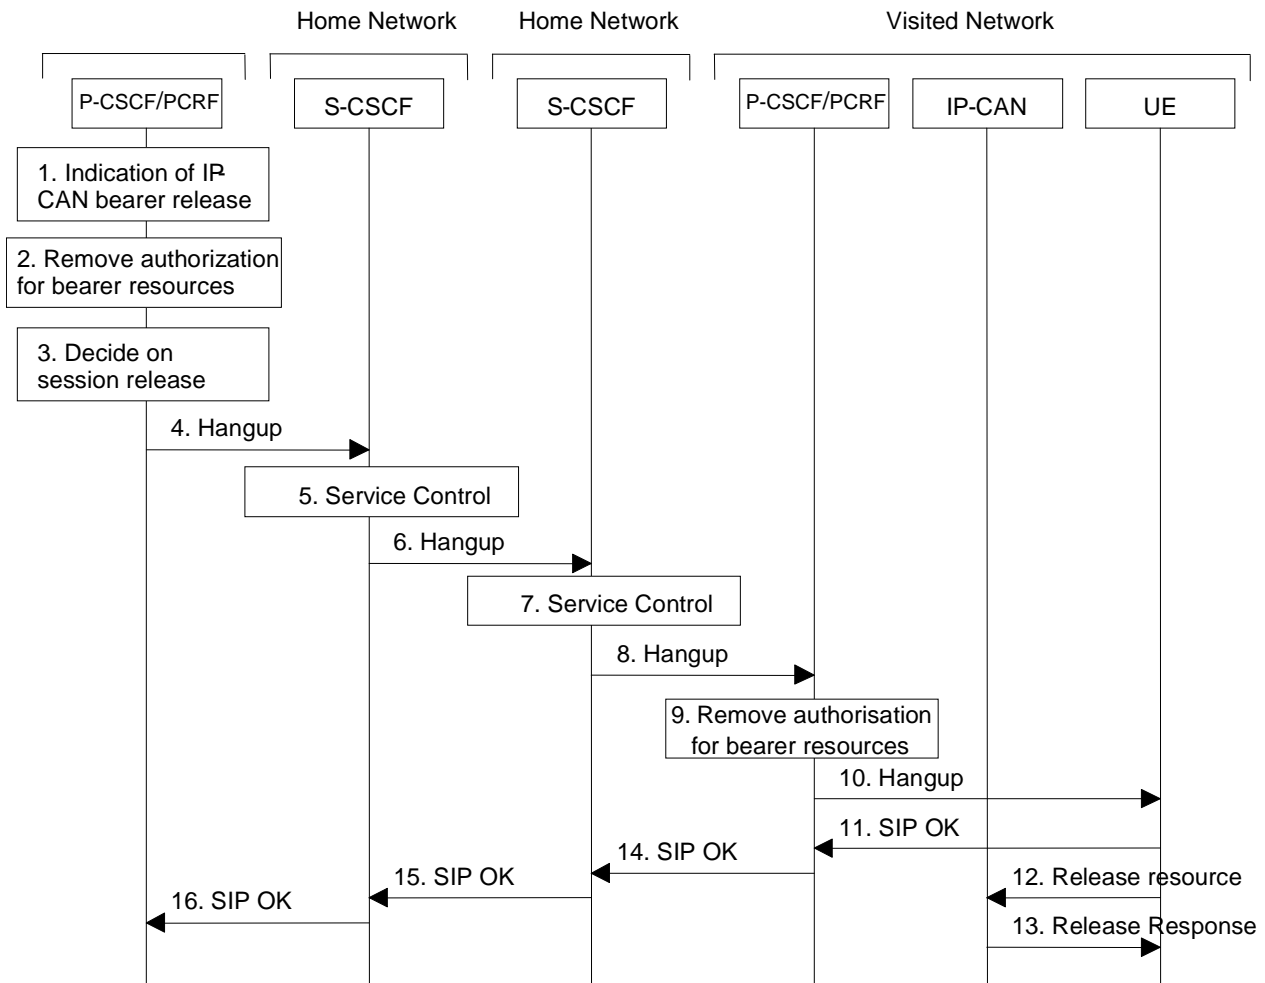 Home Network
Home Network
Visited Network
P-CSCF/PCRF
S-CSCF
S-CSCF
P-CSCF/PCRF
IP-CAN
UE
1. Indication of IP-
CAN bearer release
2. Remove authorization
for bearer resources
3. Decide on
session release
4. Hangup
5. Service Control
6. Hangup
7. Service Control
8. Hangup
9. Remove authorisation
for bearer resources
10. Hangup
11. SIP OK
14. SIP OK
15. SIP OK
12. Release resource
16. SIP OK
13. Release Response